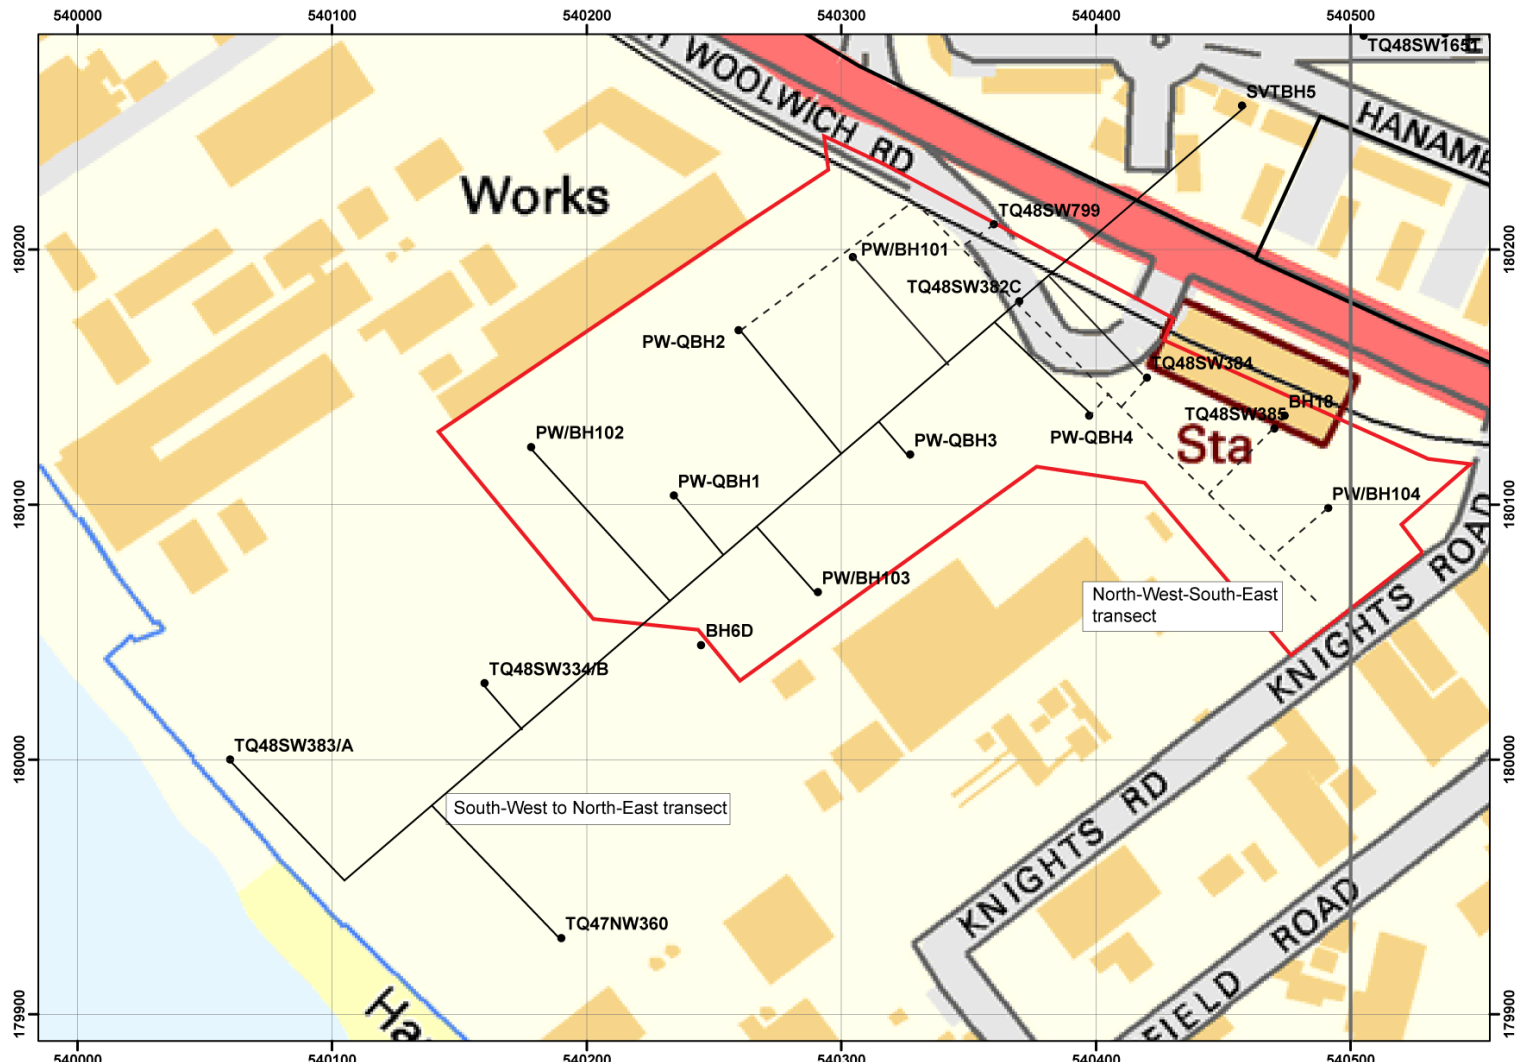 540000 540100 540200 540300 540400 540500
TQ48SW1651
H WOOLWICH RD
SVTBH5
HANAME
Works
180200
180200
TQ48SW799
PW/BH101
TQ48SW382C
PW-QBH2
TQ48SW384
BH18
TQ48SW385
PW/BH102
PW-QBH3
PW-QBH4
Sta
PW-QBH1
PW/BH104
180100
180100
PW/BH103
North-West-South-East
transect
KNIGHTS ROAD
BH6D
TQ48SW334/B
TQ48SW383/A
180000
180000
South-West to North-East transect
KNIGHTS RD
TQ47NW360
FIELD ROAD
Ha
179900
179900
540000 540100 540200 540300 540400 540500